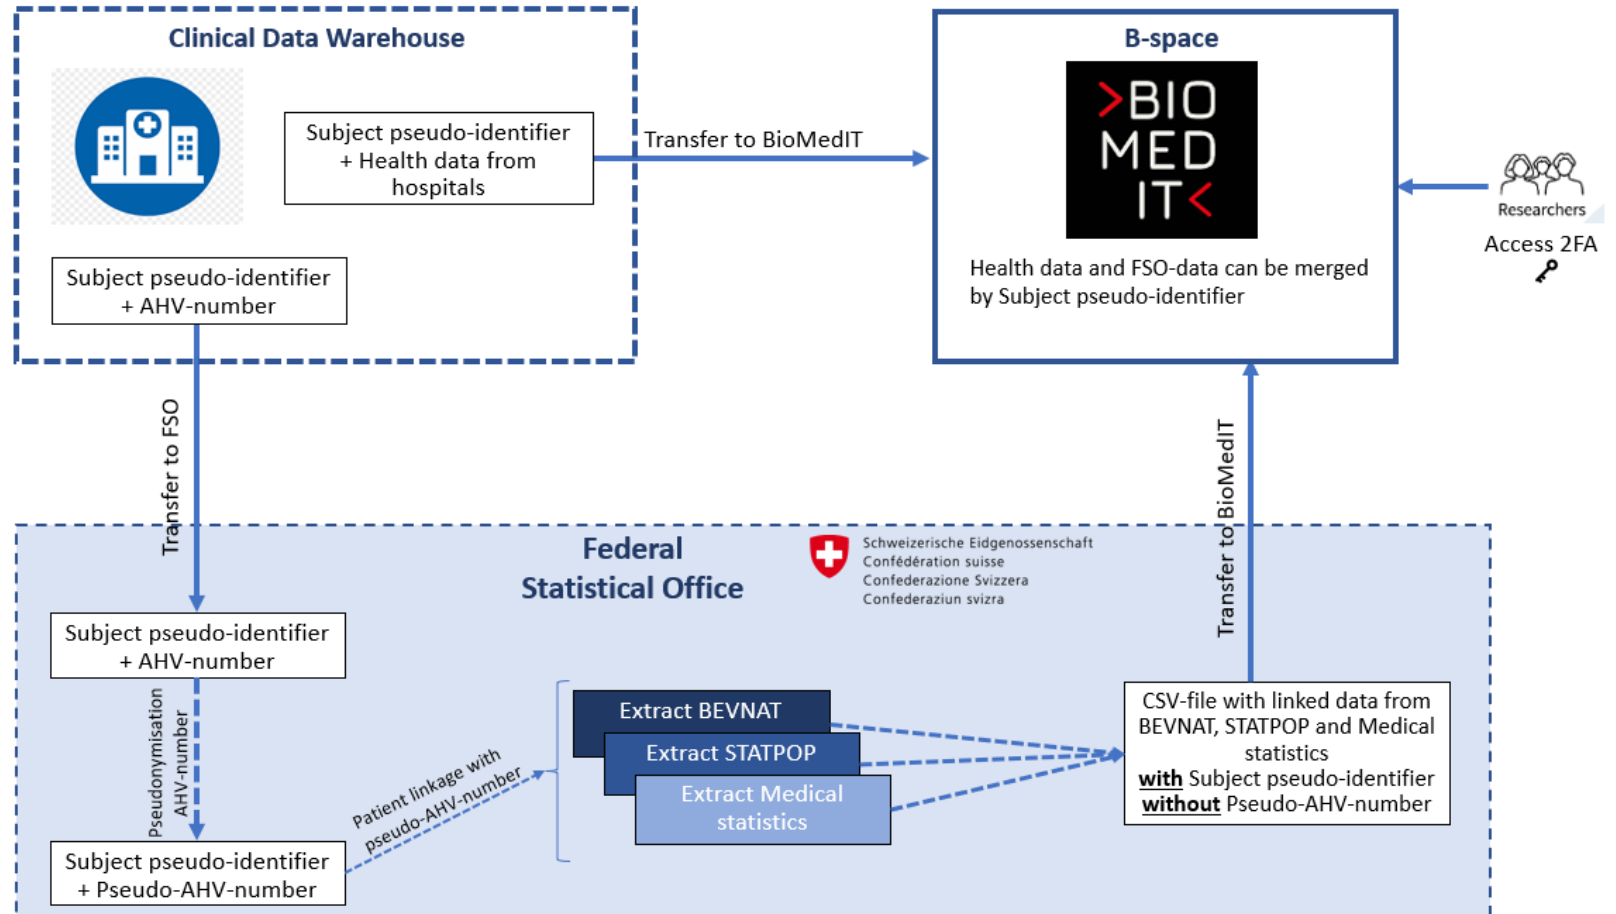 Clinical Data Warehouse
Subject pseudo-identifier
+ Health data from
hospitals
Subject pseudo-identifier
+ AHV-number
Transfer to BioMedIT
B-space
>BIO
MED
IT<
Health data and FSO-data can be merged
by Subject pseudo-identifier
Researchers
Access 2FA
Transfer to FSO
Transfer to BioMedIT
Federal
Statistical Office
Schweizerische Eidgenossenschaft
Confédération suisse
Confederazione Svizzera
Confederaziun svizra
Subject pseudo-identifier
+ AHV-number
Pseudonymisation
AHV-number
Subject pseudo-identifier
+ Pseudo-AHV-number
Patient linkage with
pseudo-AHV-number
Extract BEVNAT
Extract STATPOP
Extract Medical
statistics
CSV-file with linked data from
BEVNAT, STATPOP and Medical
statistics
with Subject pseudo-identifier
without Pseudo-AHV-number